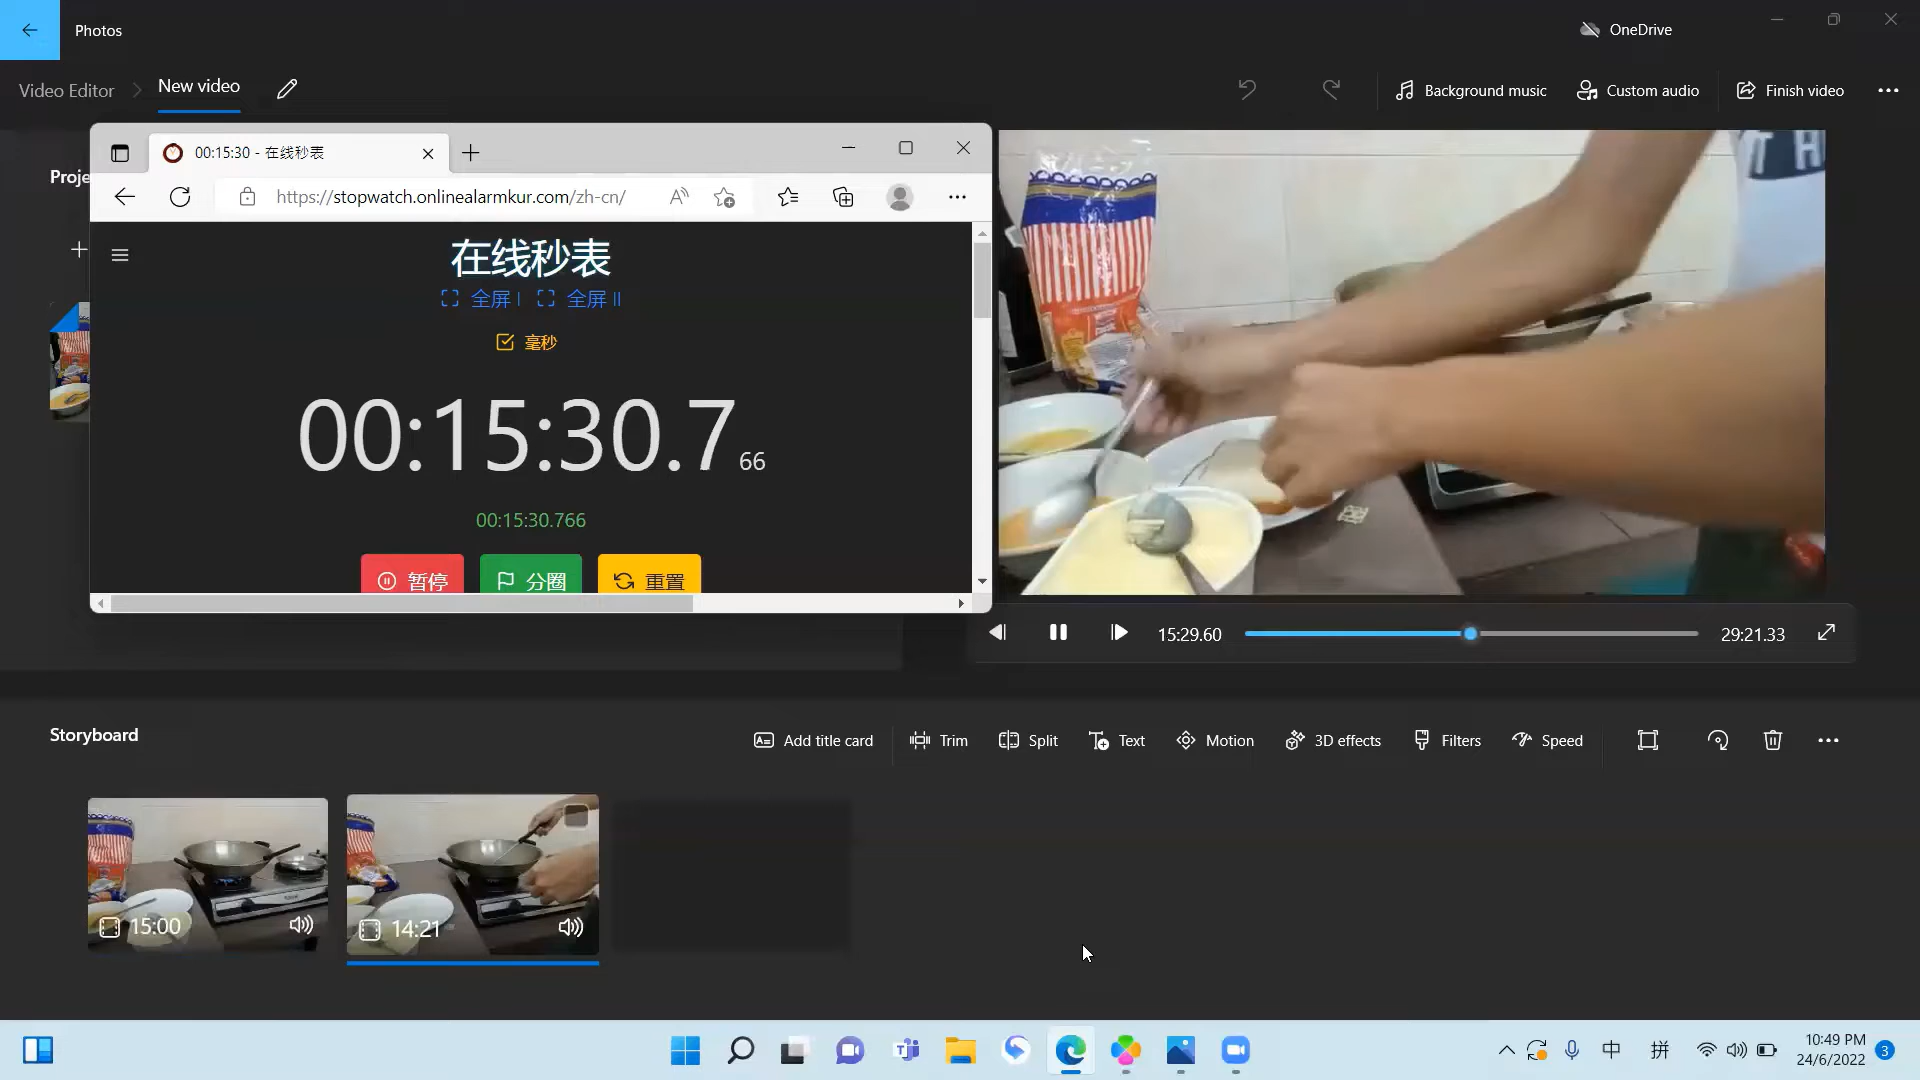 Photos
OneDrive
Video Editor
New video
Background music
Custom audio
Finish video
00:15:30 - 在线秒表
Proje
https://stopwatch.onlinealarmkur.com/zh-cn/
在线秒表
全屏 I 全屏 II
毫秒
00:15:30.766
00:15:30.766
暂停 分圈 重置
15:29.60
29:21.33
Storyboard
Add title card
Trim
Split
Text
Motion
3D effects
Filters
Speed
15:00
14:21
中
拼
10:49 PM
24/6/2022
3